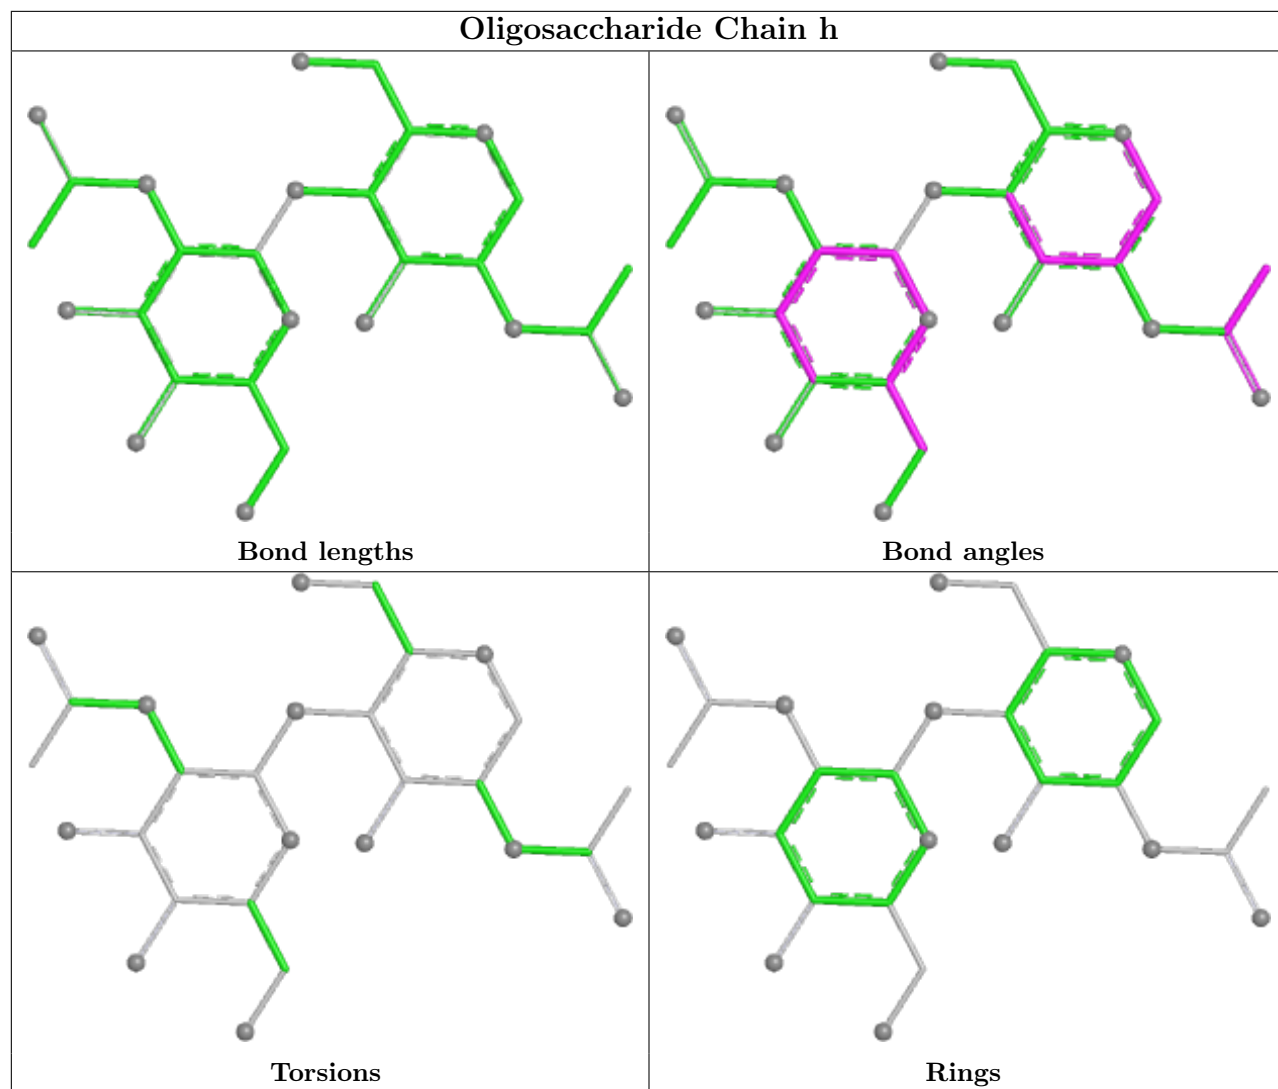 Oligosaccharide Chain h
Bond lengths
Bond angles
Torsions
Rings